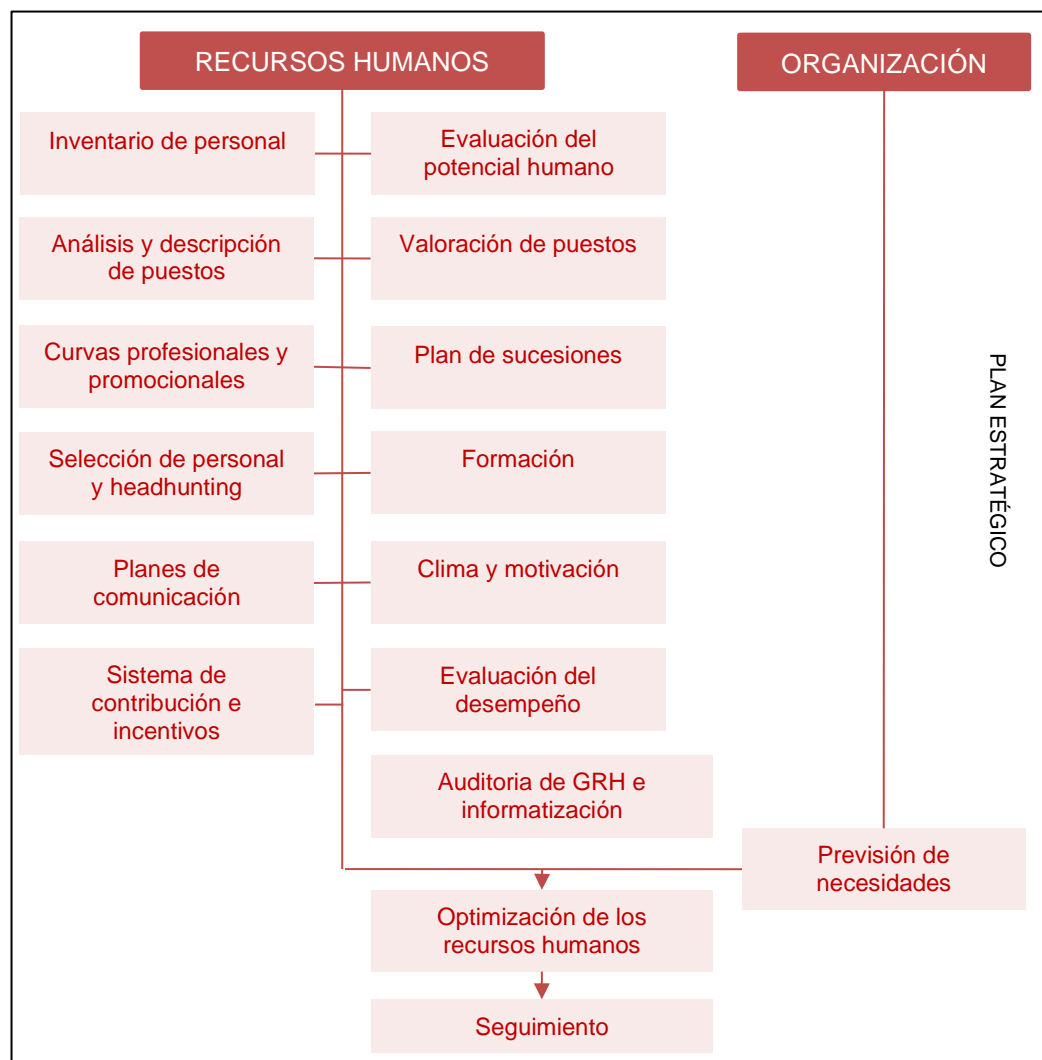 RECURSOS HUMANOS
ORGANIZACIÓN
Inventario de personal
Evaluación del
potencial humano
Análisis y descripción
de puestos
Valoración de puestos
Curvas profesionales y
promocionales
Plan de sucesiones
Selección de personal
y headhunting
Formación
Planes de
comunicación
Clima y motivación
Sistema de
contribución e
incentivos
Evaluación del
desempeño
Auditoria de GRH e
informatización
PLAN ESTRATÉGICO
Previsión de
necesidades
Optimización de los
recursos humanos
Seguimiento